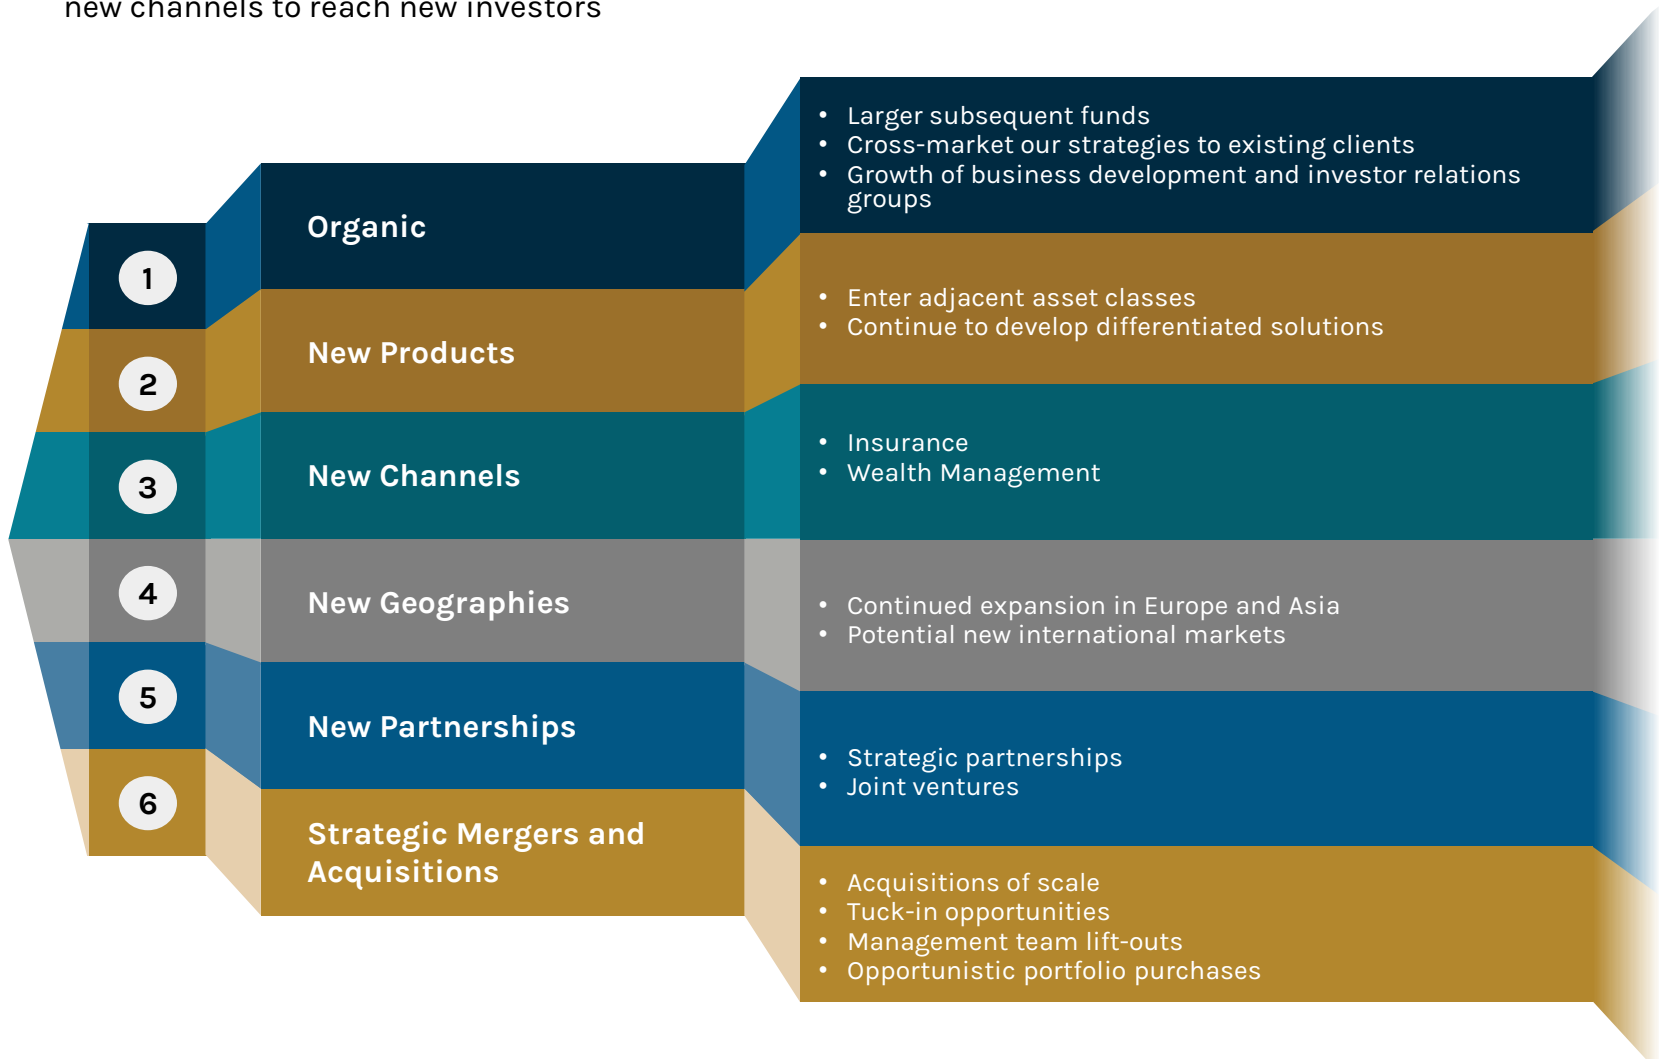 new channels to reach new investors
1
Organic
• Larger subsequent funds
• Cross-market our strategies to existing clients
• Growth of business development and investor relations
groups
2
New Products
• Enter adjacent asset classes
• Continue to develop differentiated solutions
3
New Channels
• Insurance
• Wealth Management
4
New Geographies
• Continued expansion in Europe and Asia
• Potential new international markets
5
New Partnerships
• Strategic partnerships
• Joint ventures
6
Strategic Mergers and
Acquisitions
• Acquisitions of scale
• Tuck-in opportunities
• Management team lift-outs
• Opportunistic portfolio purchases